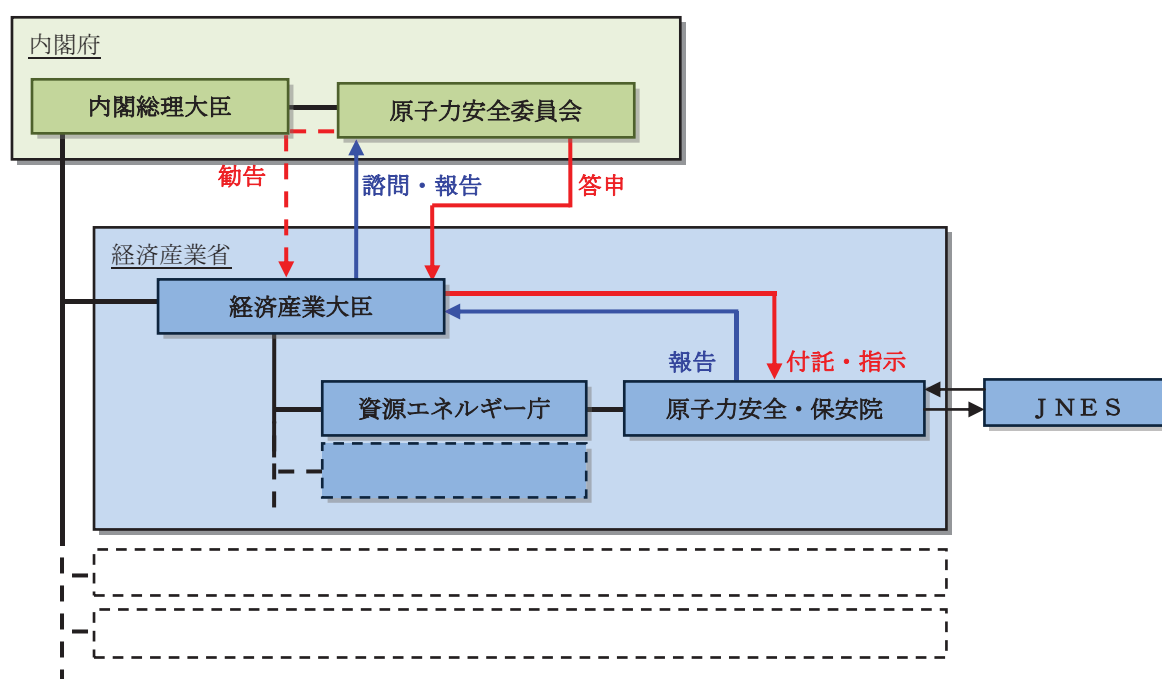 内閣府
内閣総理大臣
原子力安全委員会
勧告
諮問・報告
答申
経済産業省
経済産業大臣
報告
付託・指示
資源エネルギー庁
原子力安全・保安院
ＪＮＥＳ